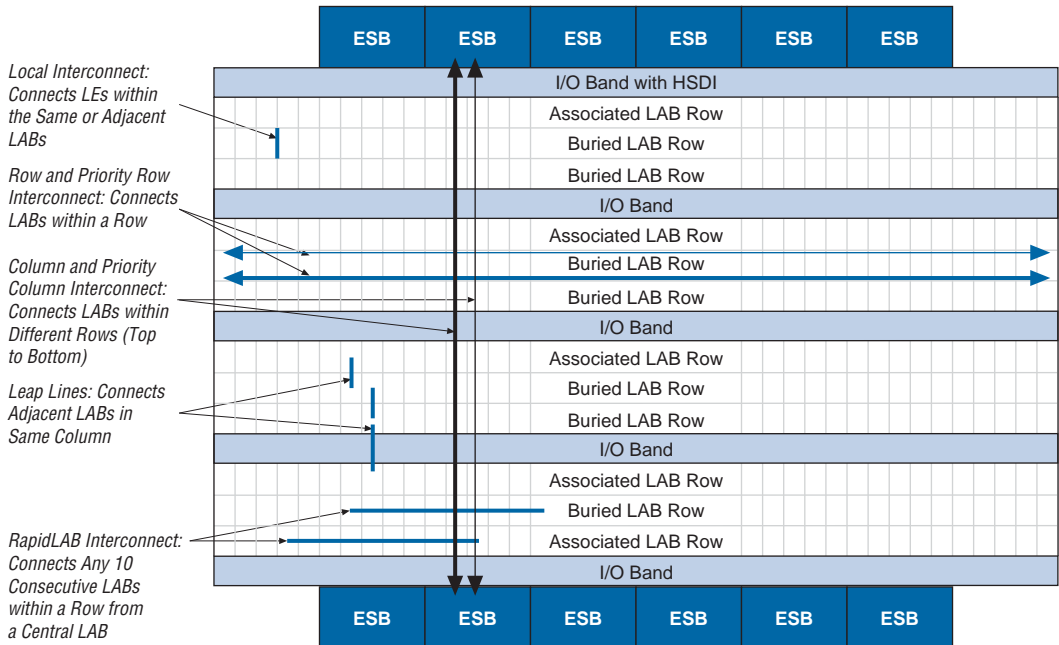 ESB ESB ESB ESB ESB ESB
Local Interconnect:
Connects LEs within
the Same or Adjacent
LABs
I/O Band with HSDI
Associated LAB Row
Buried LAB Row
Buried LAB Row
Row and Priority Row
Interconnect: Connects
LABs within a Row
I/O Band
Associated LAB Row
Buried LAB Row
Buried LAB Row
Column and Priority
Column Interconnect:
Connects LABs within
Different Rows (Top
to Bottom)
I/O Band
Associated LAB Row
Buried LAB Row
Buried LAB Row
Leap Lines: Connects
Adjacent LABs in
Same Column
I/O Band
Associated LAB Row
Buried LAB Row
Associated LAB Row
RapidLAB Interconnect:
Connects Any 10
Consecutive LABs
within a Row from
a Central LAB
I/O Band
ESB ESB ESB ESB ESB ESB